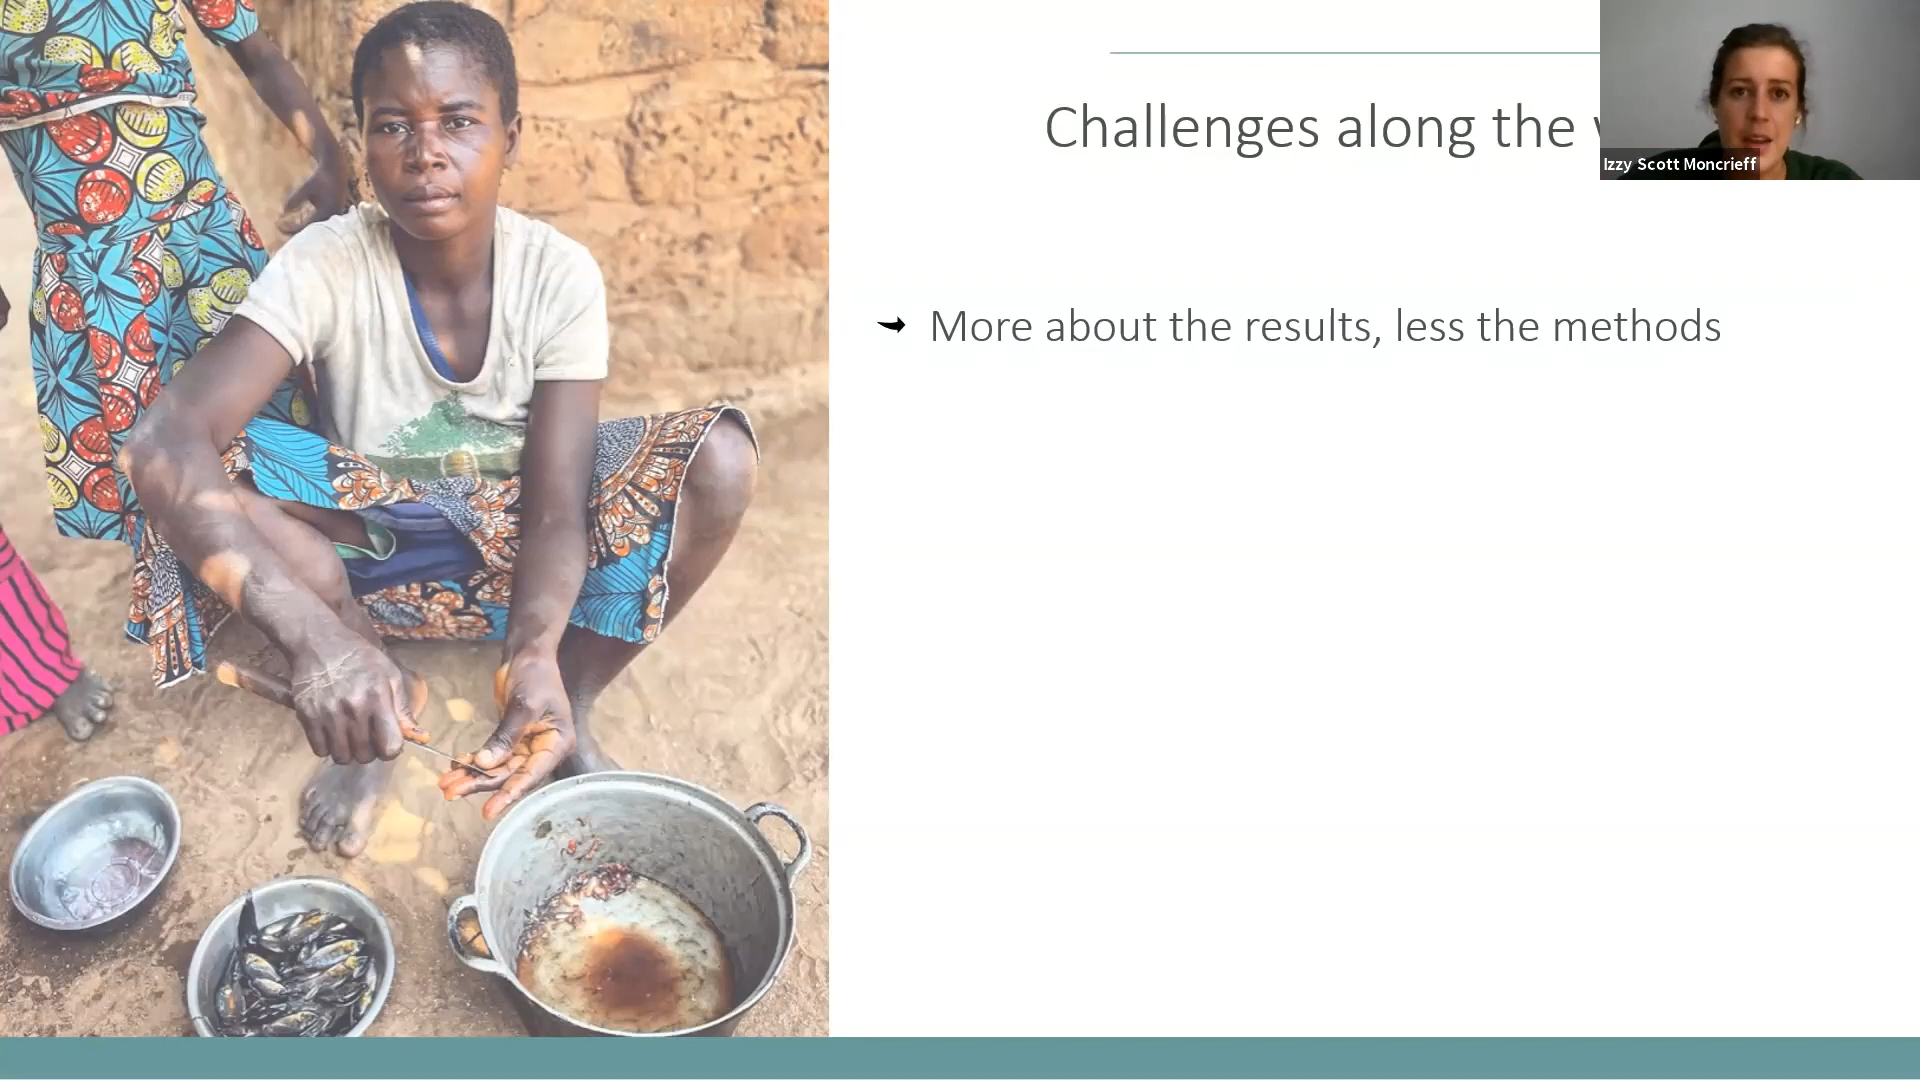 Challenges along the
Izzy Scott Moncrieff
More about the results, less the methods